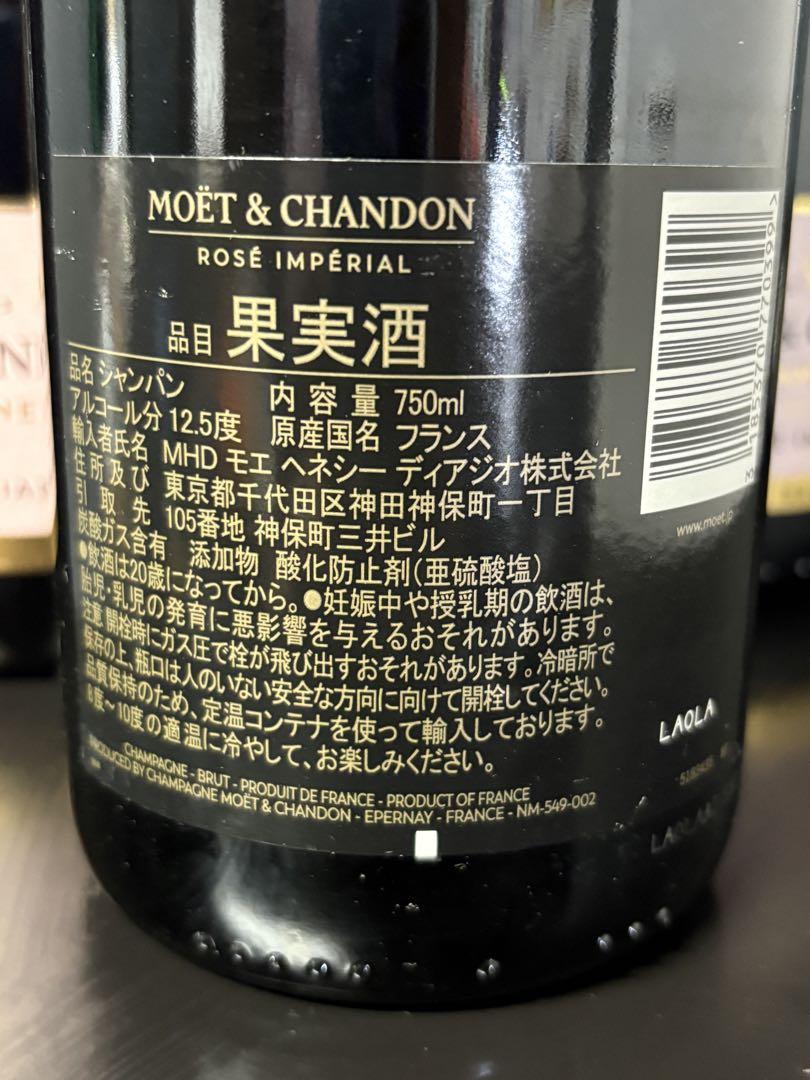 MOËT & CHANDON
ROSÉ IMPÉRIAL
品目 果実酒
品名 シャンパン 内容量 750ml
アルコール分 12.5度 原産国名 フランス
輸入者氏名 MHD モエ ヘネシー ディアジオ株式会社
住所及び 東京都千代田区神田神保町一丁目
引取先 105番地 神保町三井ビル
炭酸ガス含有 添加物 酸化防止剤(亜硫酸塩)
●飲酒は20歳になってから。●妊娠中や授乳期の飲酒は、
胎児・乳児の発育に悪影響を与えるおそれがあります。
注意 開栓時にガス圧で栓が飛び出すおそれがあります。冷暗所で
保存の上、瓶口は人のいない安全な方向に向けて開栓してください。
品質保持のため、定温コンテナを使って輸入しております。
8度〜10度の適温に冷やして、お楽しみください。
CHAMPAGNE - BRUT - PRODUIT DE FRANCE - PRODUCT OF FRANCE
PRODUCED BY CHAMPAGNE MOËT & CHANDON - EPERNAY - FRANCE - NM-549-002
3 185370 770399 >
www.moet.jp
LAOLA